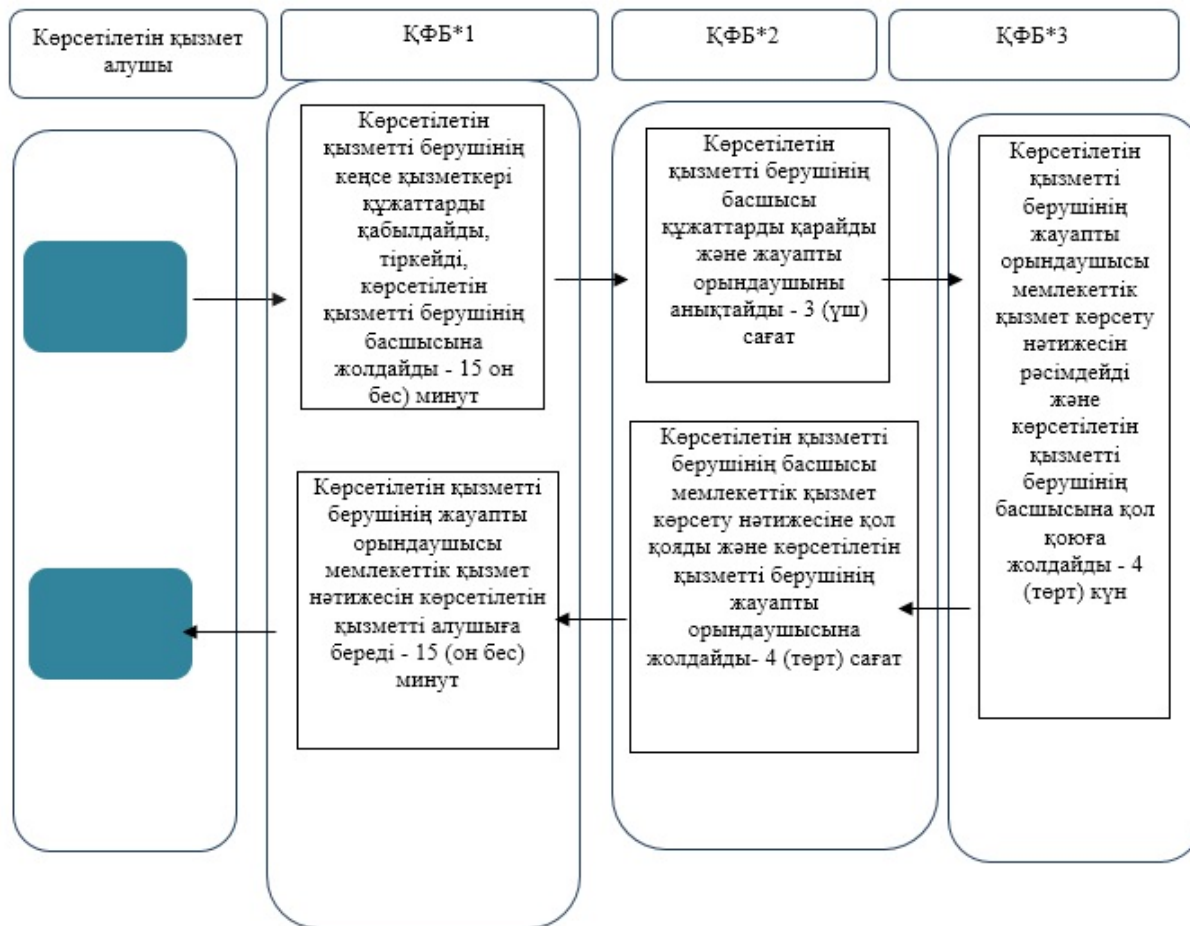 Көрсетілетін қызмет
алушы
ҚФБ*1
ҚФБ*2
ҚФБ*3
Көрсетілетін
қызметті берушінің
кеңсе қызметкері
құжаттарды
қабылдайды,
тіркейді,
көрсетілетін
қызметті берушінің
басшысына
жолдайды - 15 он
бес) минут
Көрсетілетін
қызметті берушінің
басшысы
құжаттарды қарайды
және жауапты
орындаушыны
анықтайды - 3 (үш)
сағат
Көрсетілетін
қызметті
берушінің
жауапты
орындаушысы
мемлекеттік
қызмет көрсету
нәтижесін
рәсімдейді
және
көрсетілетін
қызметті
берушінің
басшысына қол
қоюға
жолдайды - 4
(төрт) күн
Көрсетілетін қызметті
берушінің басшысы
мемлекеттік қызмет
көрсету нәтижесіне қол
қояды және көрсетілетін
қызметті берушінің
жауапты
орындаушысына
жолдайды- 4 (төрт) сағат
Көрсетілетін қызметті
берушінің жауапты
орындаушысы
мемлекеттік қызмет
нәтижесін көрсетілетін
қызметті алушыға
береді - 15 (он бес)
минут